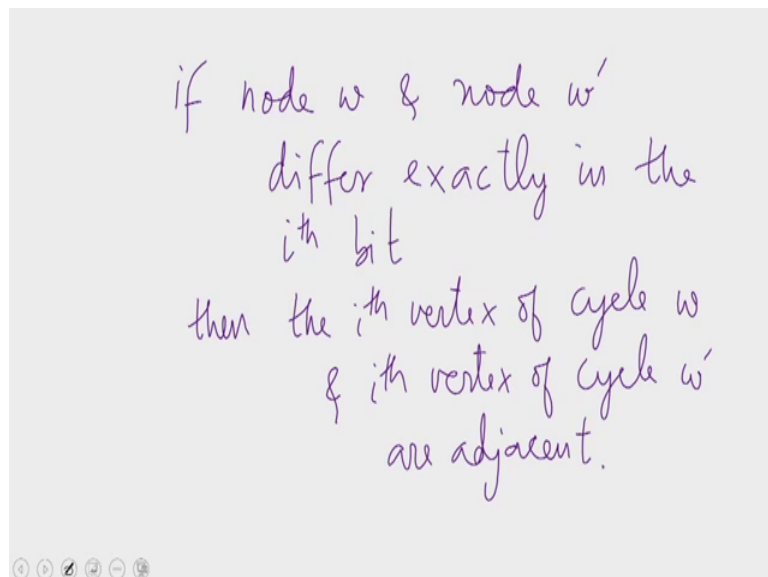 if node w & node w'
differ exactly in the
ith bit
then the ith vertex of cycle w
& ith vertex of cycle w'
are adjacent.